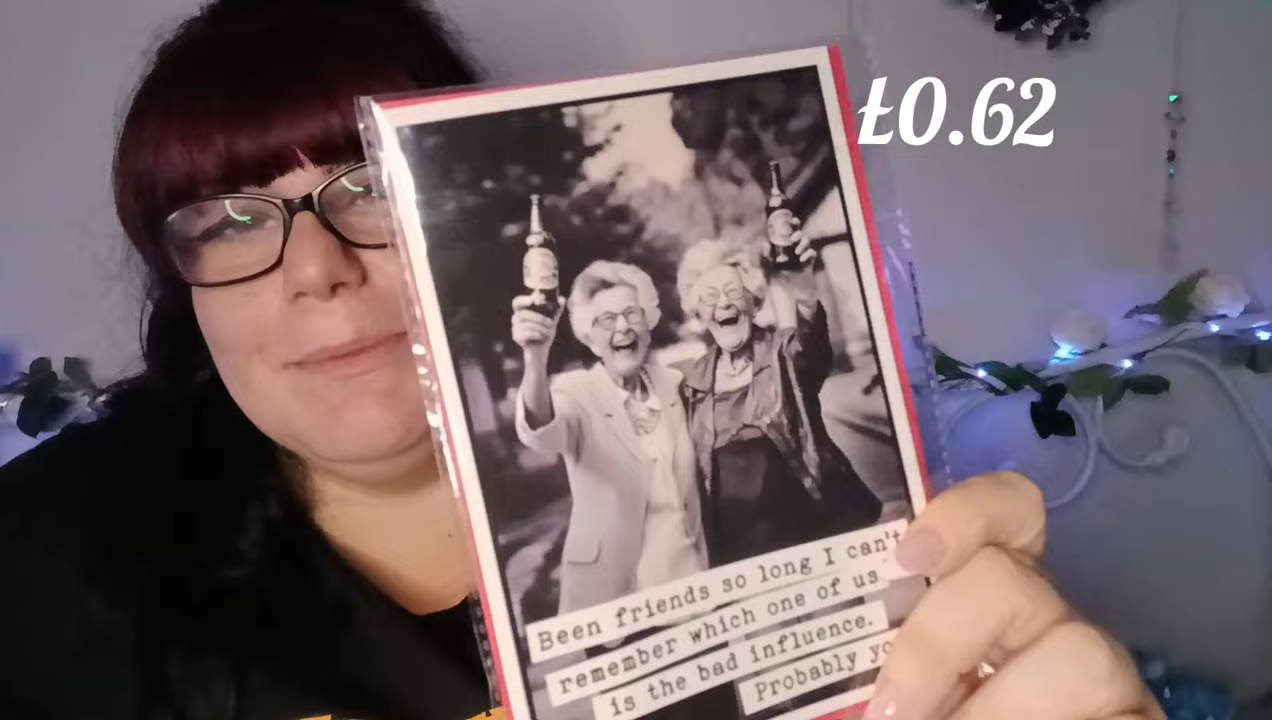 £0.62
Been friends so long I can't
remember which one of us
is the bad influence.
Probably